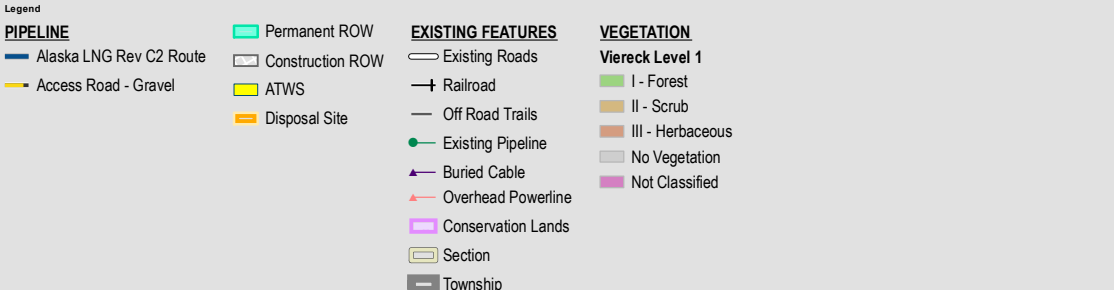 Legend
PIPELINE
Alaska LNG Rev C2 Route
Access Road - Gravel
Permanent ROW
Construction ROW
ATWS
Disposal Site
EXISTING FEATURES
Existing Roads
Railroad
Off Road Trails
Existing Pipeline
Buried Cable
Overhead Powerline
Conservation Lands
Section
Township
VEGETATION
Viereck Level 1
I - Forest
II - Scrub
III - Herbaceous
No Vegetation
Not Classified